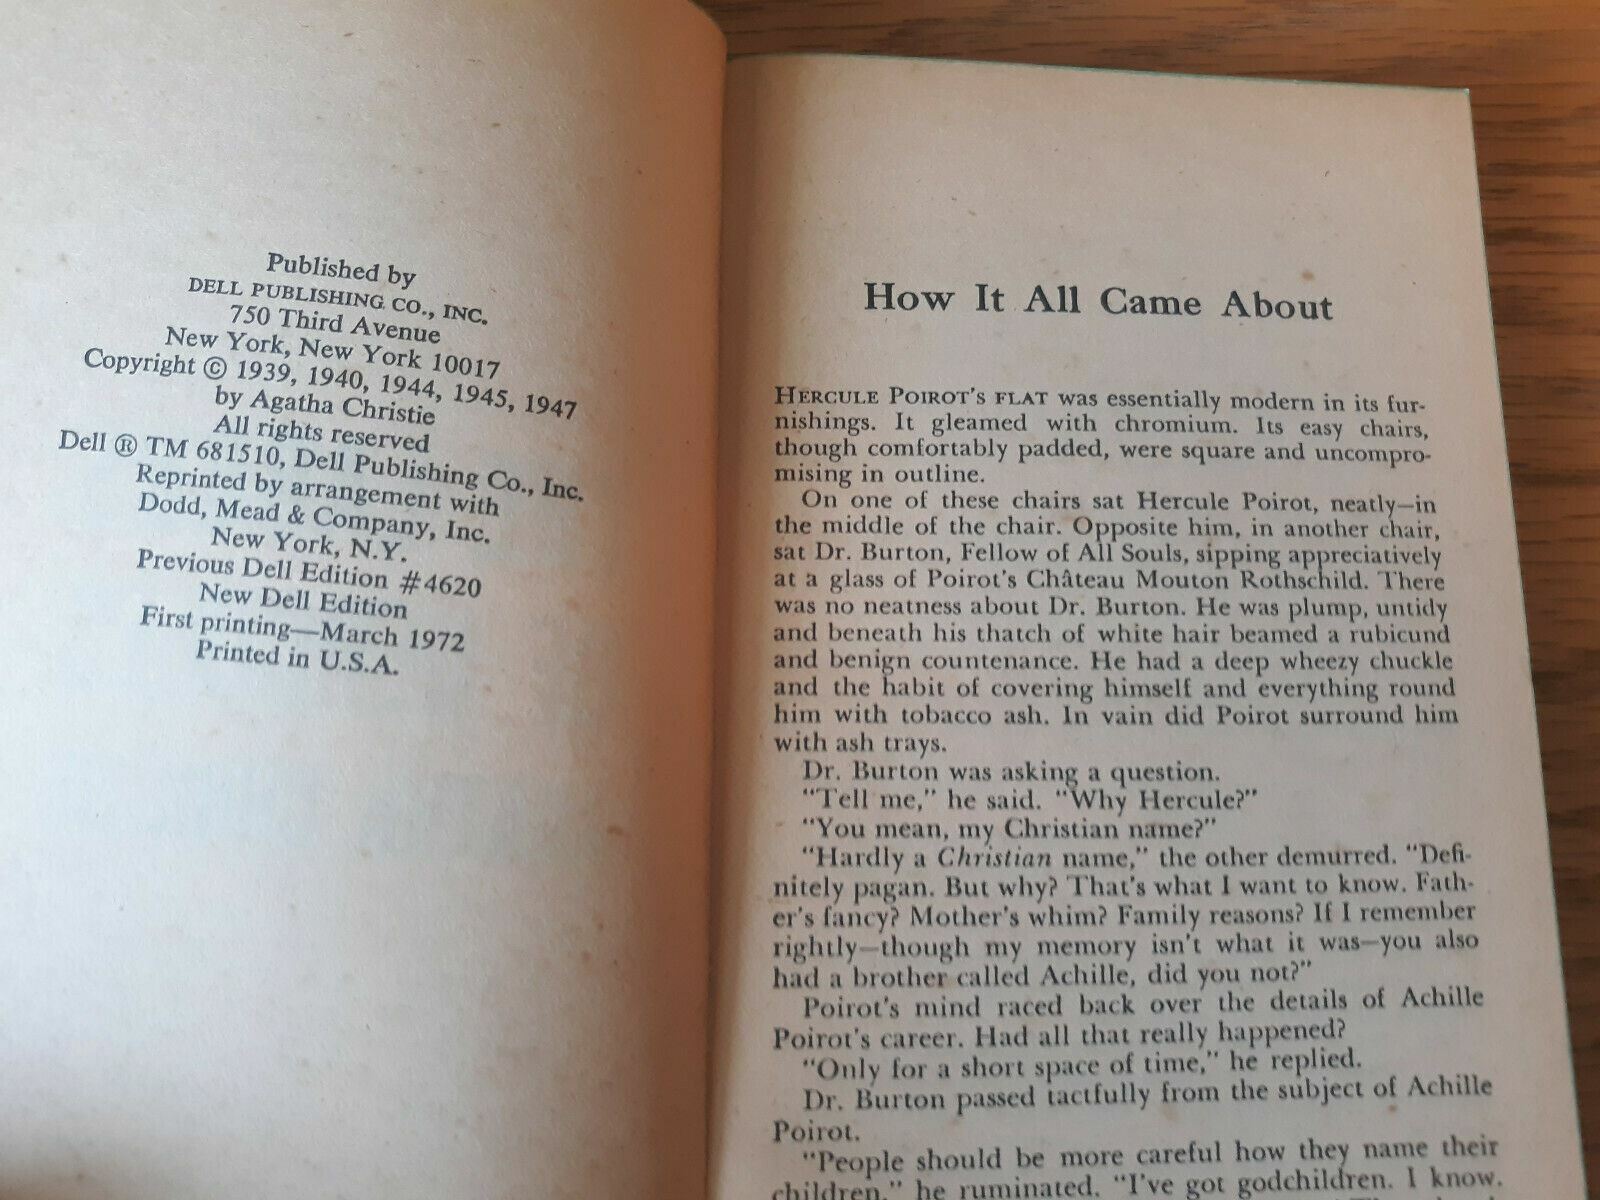 Published by
DELL PUBLISHING CO., INC.
750 Third Avenue
New York, New York 10017
Copyright © 1939, 1940, 1944, 1945, 1947
by Agatha Christie
All rights reserved
Dell ® TM 681510, Dell Publishing Co., Inc.
Reprinted by arrangement with
Dodd, Mead & Company, Inc.
New York, N.Y.
Previous Dell Edition #4620
New Dell Edition
First printing—March 1972
Printed in U.S.A.
How It All Came About
HERCULE POIROT'S FLAT was essentially modern in its fur-
nishings. It gleamed with chromium. Its easy chairs,
though comfortably padded, were square and uncompro-
mising in outline.
On one of these chairs sat Hercule Poirot, neatly—in
the middle of the chair. Opposite him, in another chair,
sat Dr. Burton, Fellow of All Souls, sipping appreciatively
at a glass of Poirot's Château Mouton Rothschild. There
was no neatness about Dr. Burton. He was plump, untidy
and beneath his thatch of white hair beamed a rubicund
and benign countenance. He had a deep wheezy chuckle
and the habit of covering himself and everything round
him with tobacco ash. In vain did Poirot surround him
with ash trays.
Dr. Burton was asking a question.
"Tell me," he said. "Why Hercule?"
"You mean, my Christian name?"
"Hardly a Christian name," the other demurred. "Defi-
nitely pagan. But why? That's what I want to know. Fath-
er's fancy? Mother's whim? Family reasons? If I remember
rightly—though my memory isn't what it was—you also
had a brother called Achille, did you not?"
Poirot's mind raced back over the details of Achille
Poirot's career. Had all that really happened?
"Only for a short space of time," he replied.
Dr. Burton passed tactfully from the subject of Achille
Poirot.
"People should be more careful how they name their
children," he ruminated. "I've got godchildren. I know.